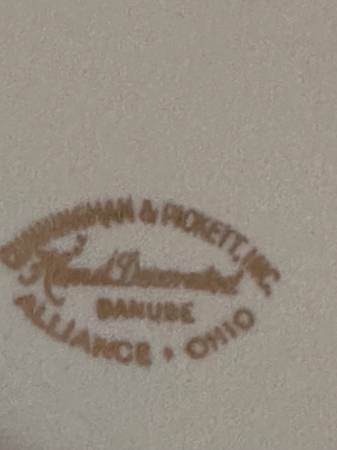 CUNNINGHAM & PICKETT, INC.
Hand Decorated
DANUBE
ALLIANCE • OHIO